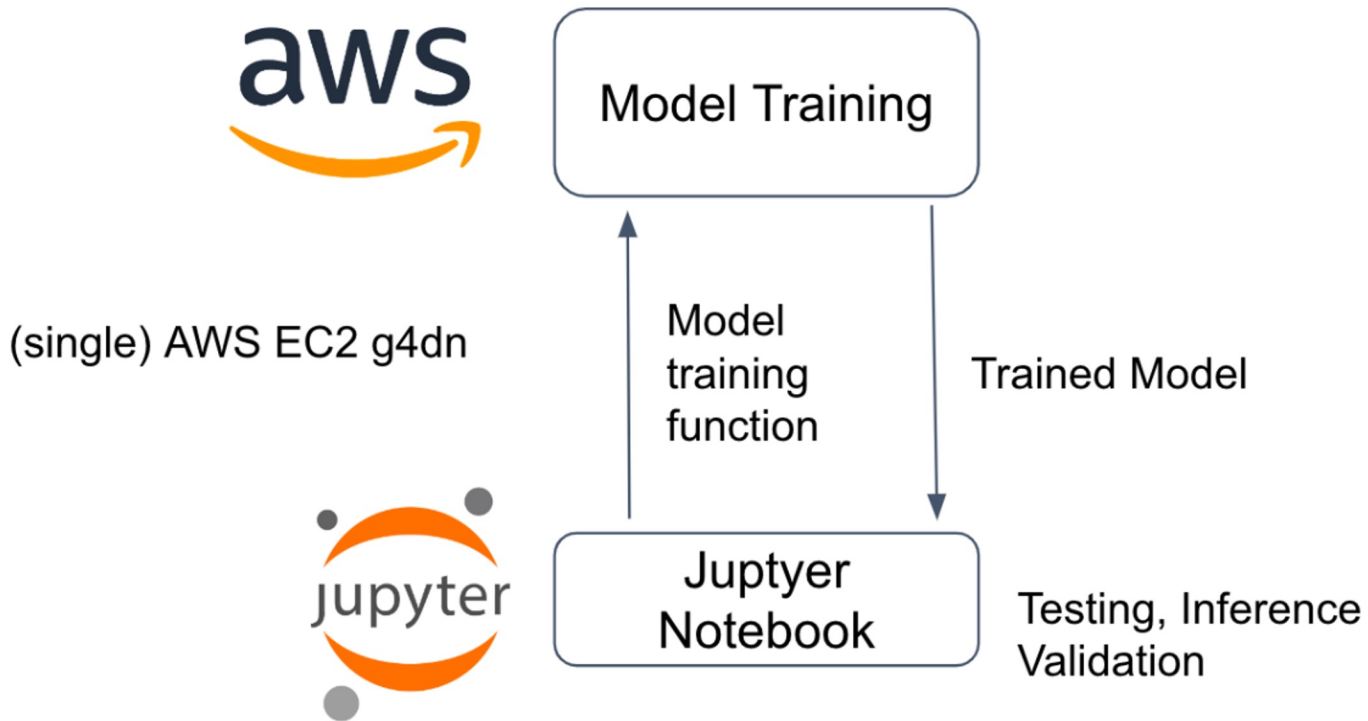 aws
Model Training
(single) AWS EC2 g4dn
Model
training
function
Trained Model
jupyter
Juptyer
Notebook
Testing, Inference
Validation